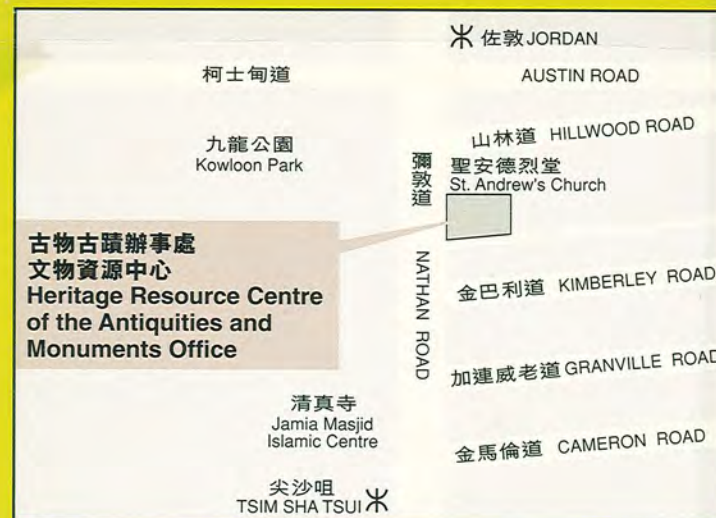 佐敦 JORDAN
柯士甸道
AUSTIN ROAD
山林道 HILLWOOD ROAD
九龍公園
Kowloon Park
彌敦道
聖安德烈堂
St. Andrew's Church
古物古蹟辦事處
文物資源中心
Heritage Resource Centre
of the Antiquities and
Monuments Office
NATHAN ROAD
金巴利道 KIMBERLEY ROAD
加連威老道 GRANVILLE ROAD
清真寺
Jamia Masjid
Islamic Centre
金馬倫道 CAMERON ROAD
尖沙咀
TSIM SHA TSUI